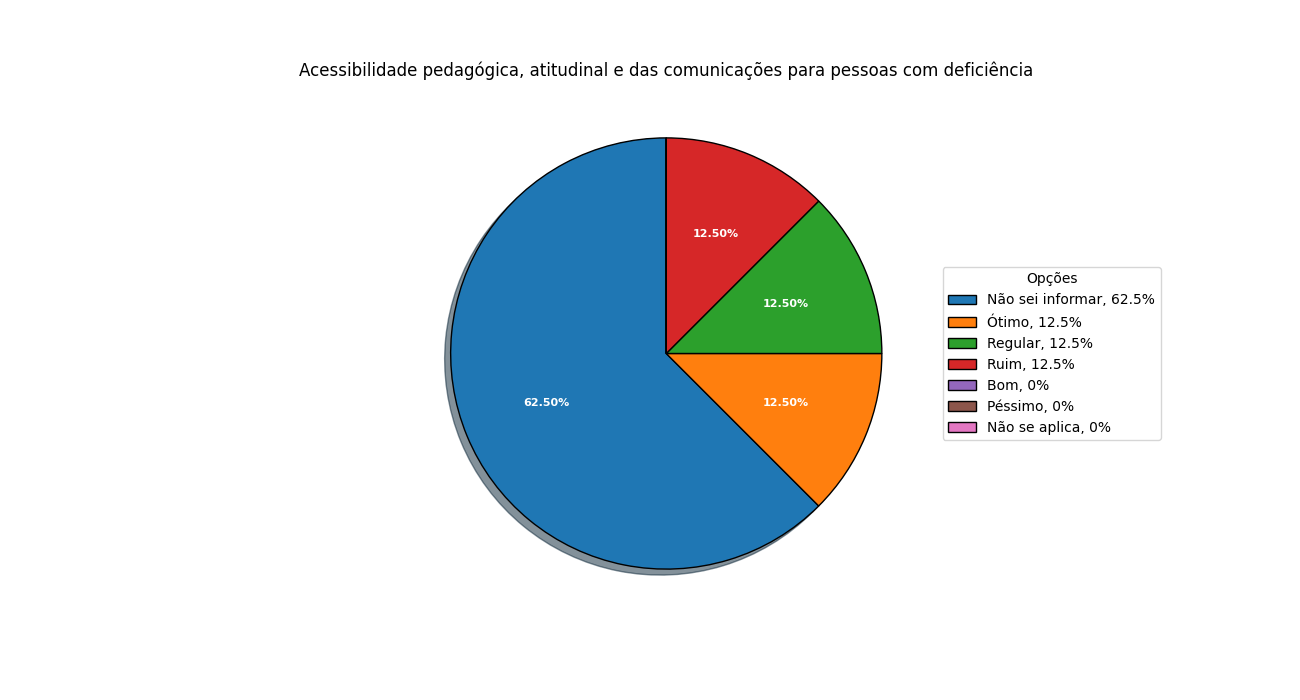 Acessibilidade pedagógica, atitudinal e das comunicações para pessoas com deficiência
12.50%
12.50%
62.50%
12.50%
Opções
Não sei informar, 62.5%
Ótimo, 12.5%
Regular, 12.5%
Ruim, 12.5%
Bom, 0%
Péssimo, 0%
Não se aplica, 0%